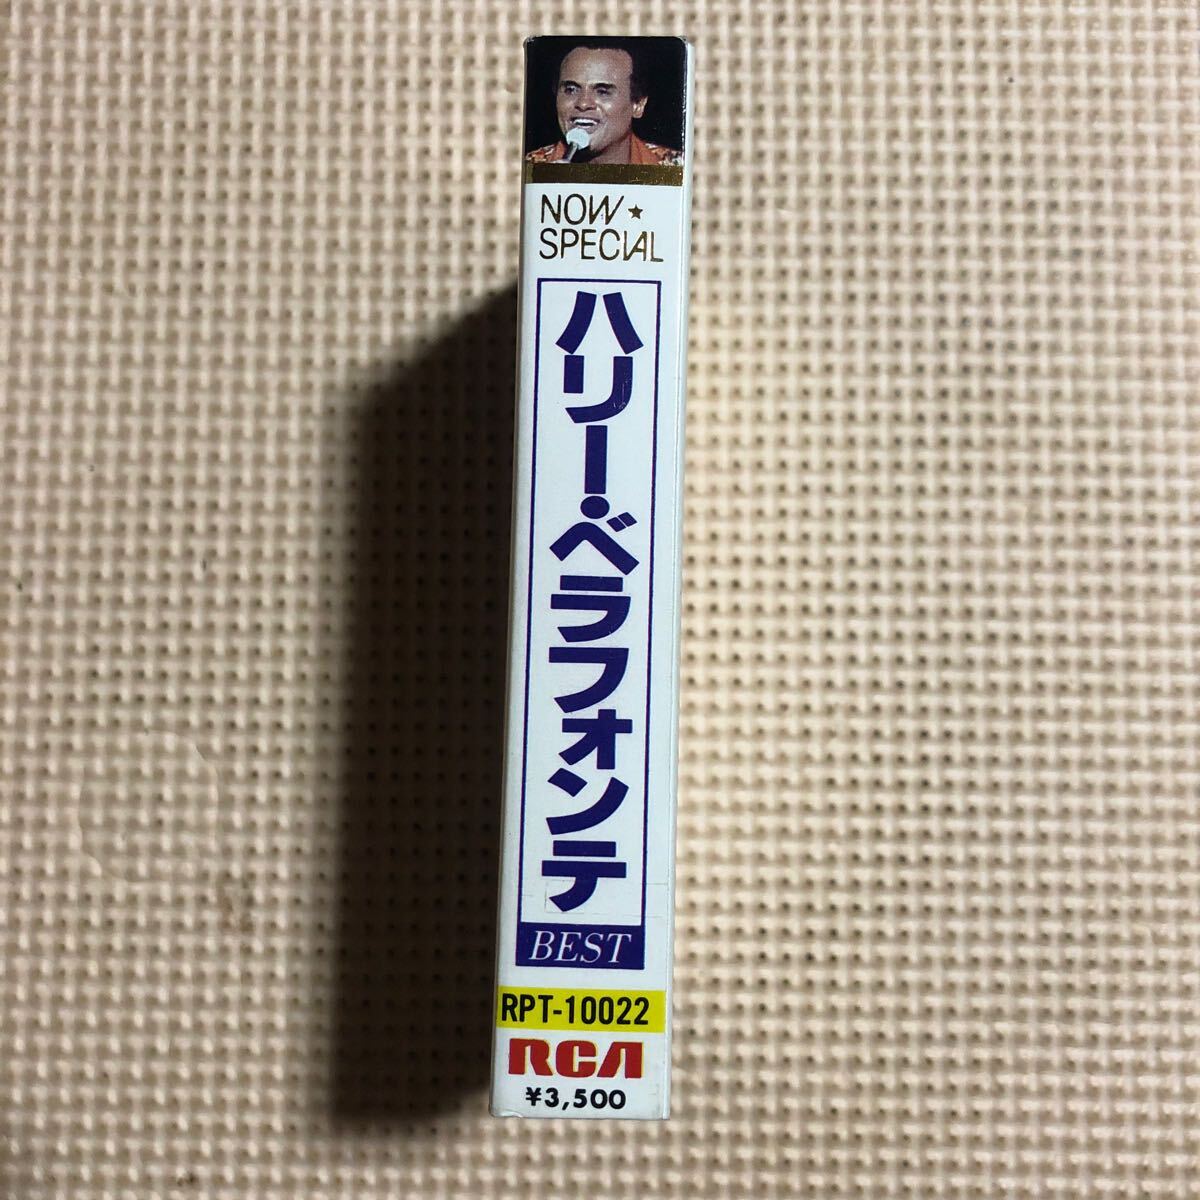 NOW★
SPECIAL
ハリー・ベラフォンテ
BEST
RPT-10022
RCA
¥3,500